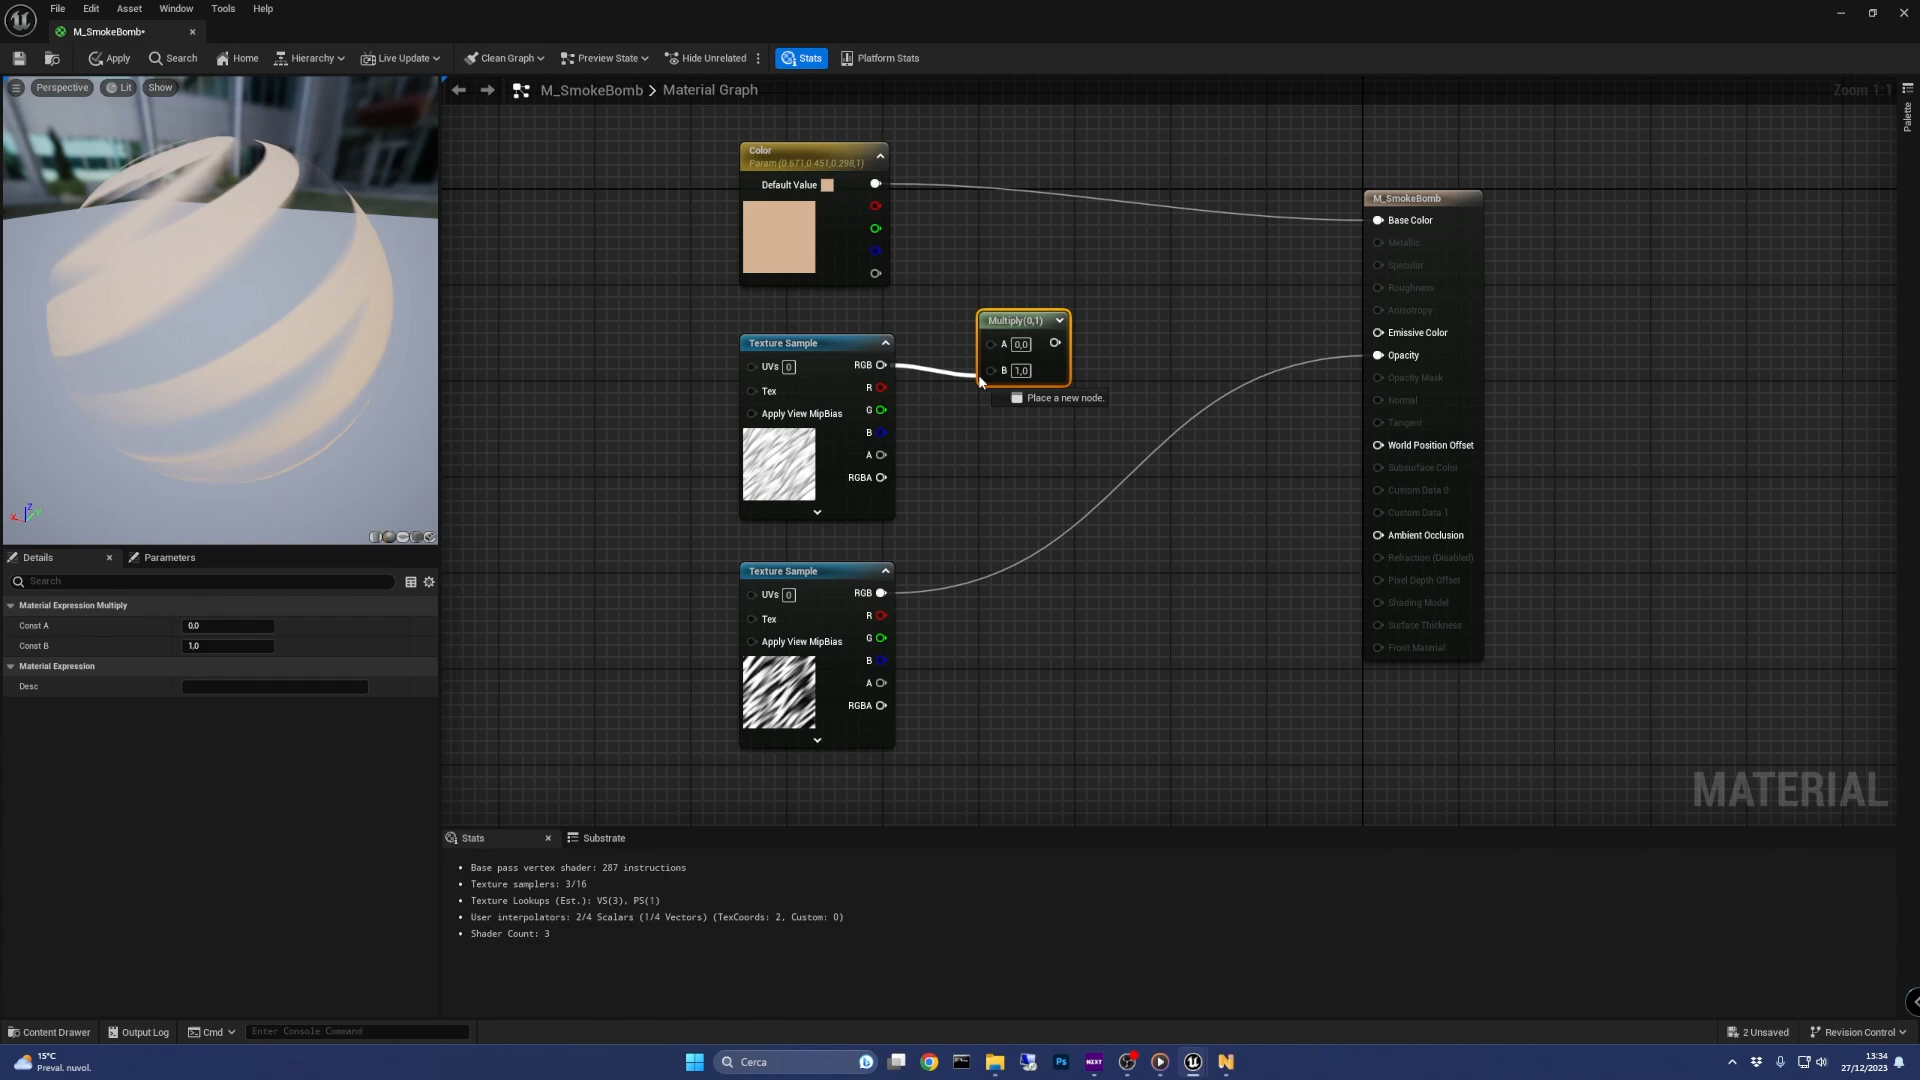 File Edit Asset Window Tools Help
M_SmokeBomb•
Apply Search Home Hierarchy Live Update Clean Graph Preview State Hide Unrelated Stats Platform Stats
Perspective Lit Show
M_SmokeBomb > Material Graph
Zoom 1:1
Palette
Color
Param (0.671,0.451,0.298,1)
Default Value
M_SmokeBomb
Base Color
Metallic
Specular
Roughness
Anisotropy
Emissive Color
Opacity
Opacity Mask
Normal
Tangent
World Position Offset
Subsurface Color
Custom Data 0
Custom Data 1
Ambient Occlusion
Refraction (Disabled)
Pixel Depth Offset
Shading Model
Surface Thickness
Front Material
Multiply(0,1)
A 0,0
B 1,0
Place a new node.
Texture Sample
UVs 0 RGB
R
Tex
G
Apply View MipBias
B
A
RGBA
Texture Sample
UVs 0 RGB
R
Tex
G
Apply View MipBias
B
A
RGBA
MATERIAL
X Z
Details Parameters
Search
Material Expression Multiply
Const A 0,0
Const B 1,0
Material Expression
Desc
Stats Substrate
• Base pass vertex shader: 287 instructions
• Texture samplers: 3/16
• Texture Lookups (Est.): VS(3), PS(1)
• User interpolators: 2/4 Scalars (1/4 Vectors) (TexCoords: 2, Custom: 0)
• Shader Count: 3
Content Drawer Output Log Cmd Enter Console Command 2 Unsaved Revision Control
15°C
Preval. nuvol.
Cerca
Ps
NEXT
N
13:34
27/12/2023